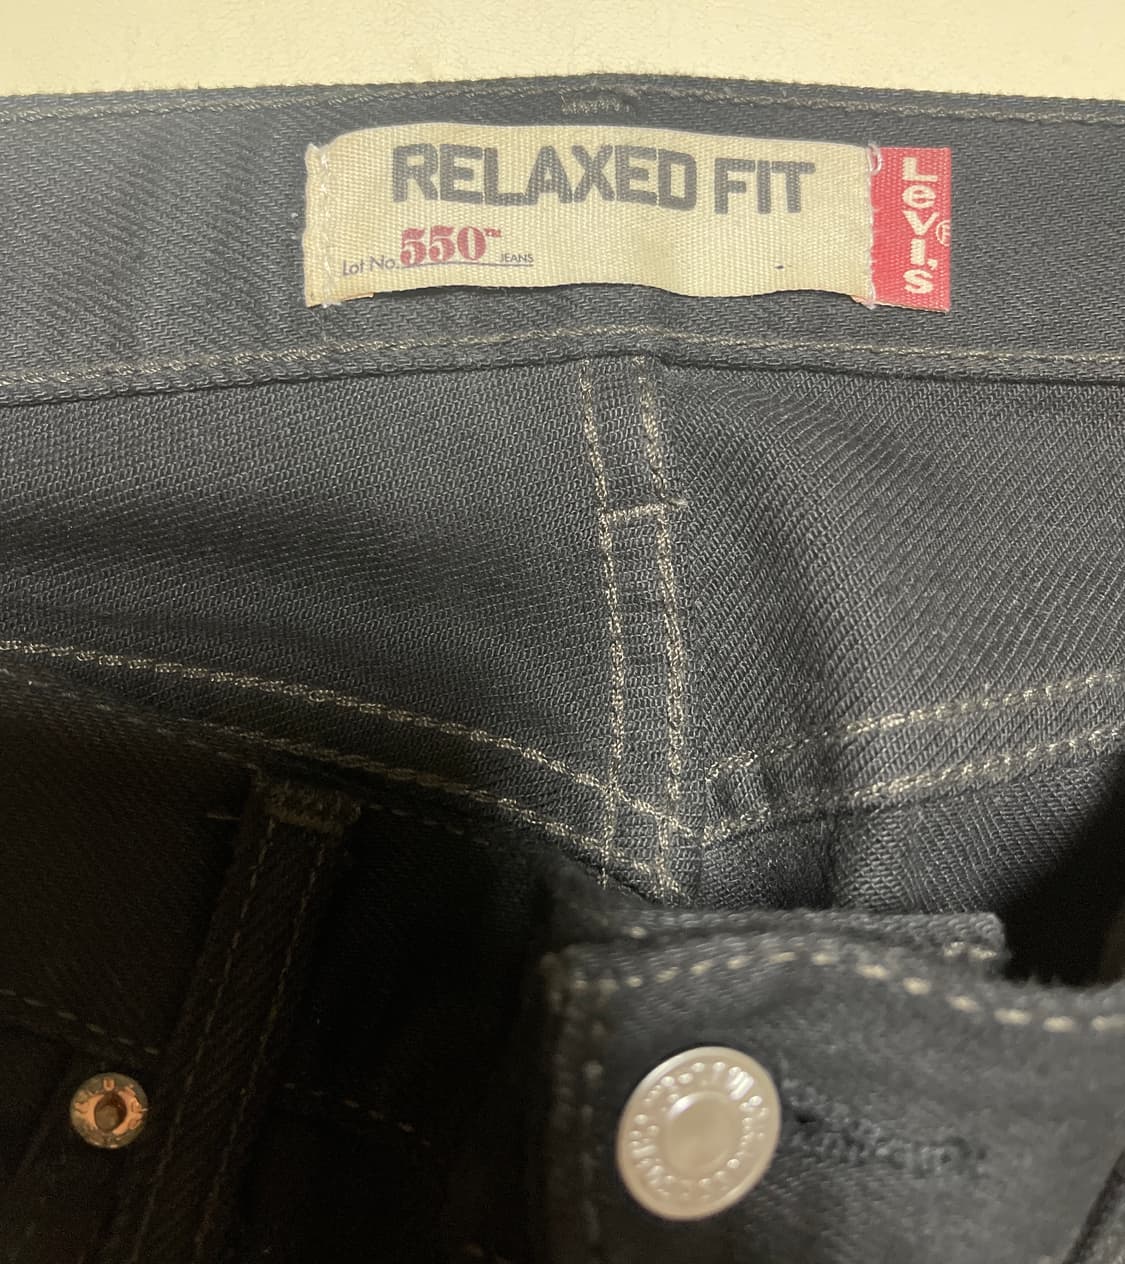 RELAXED FIT
Lot No. 550™ JEANS
Levi's®